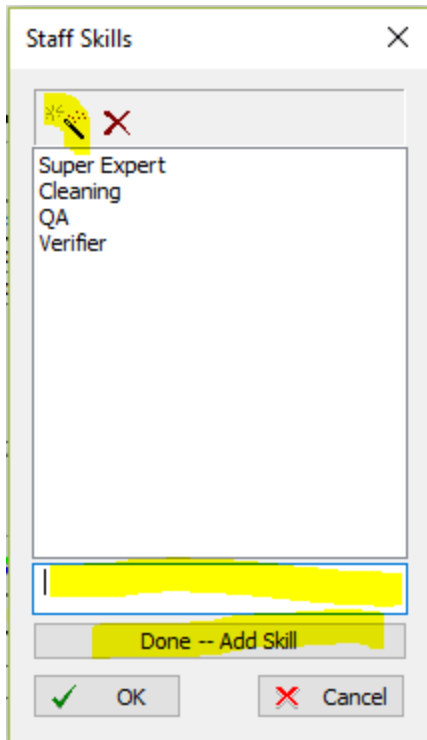 Staff Skills
Super Expert
Cleaning
QA
Verifier
Done -- Add Skill
OK
Cancel